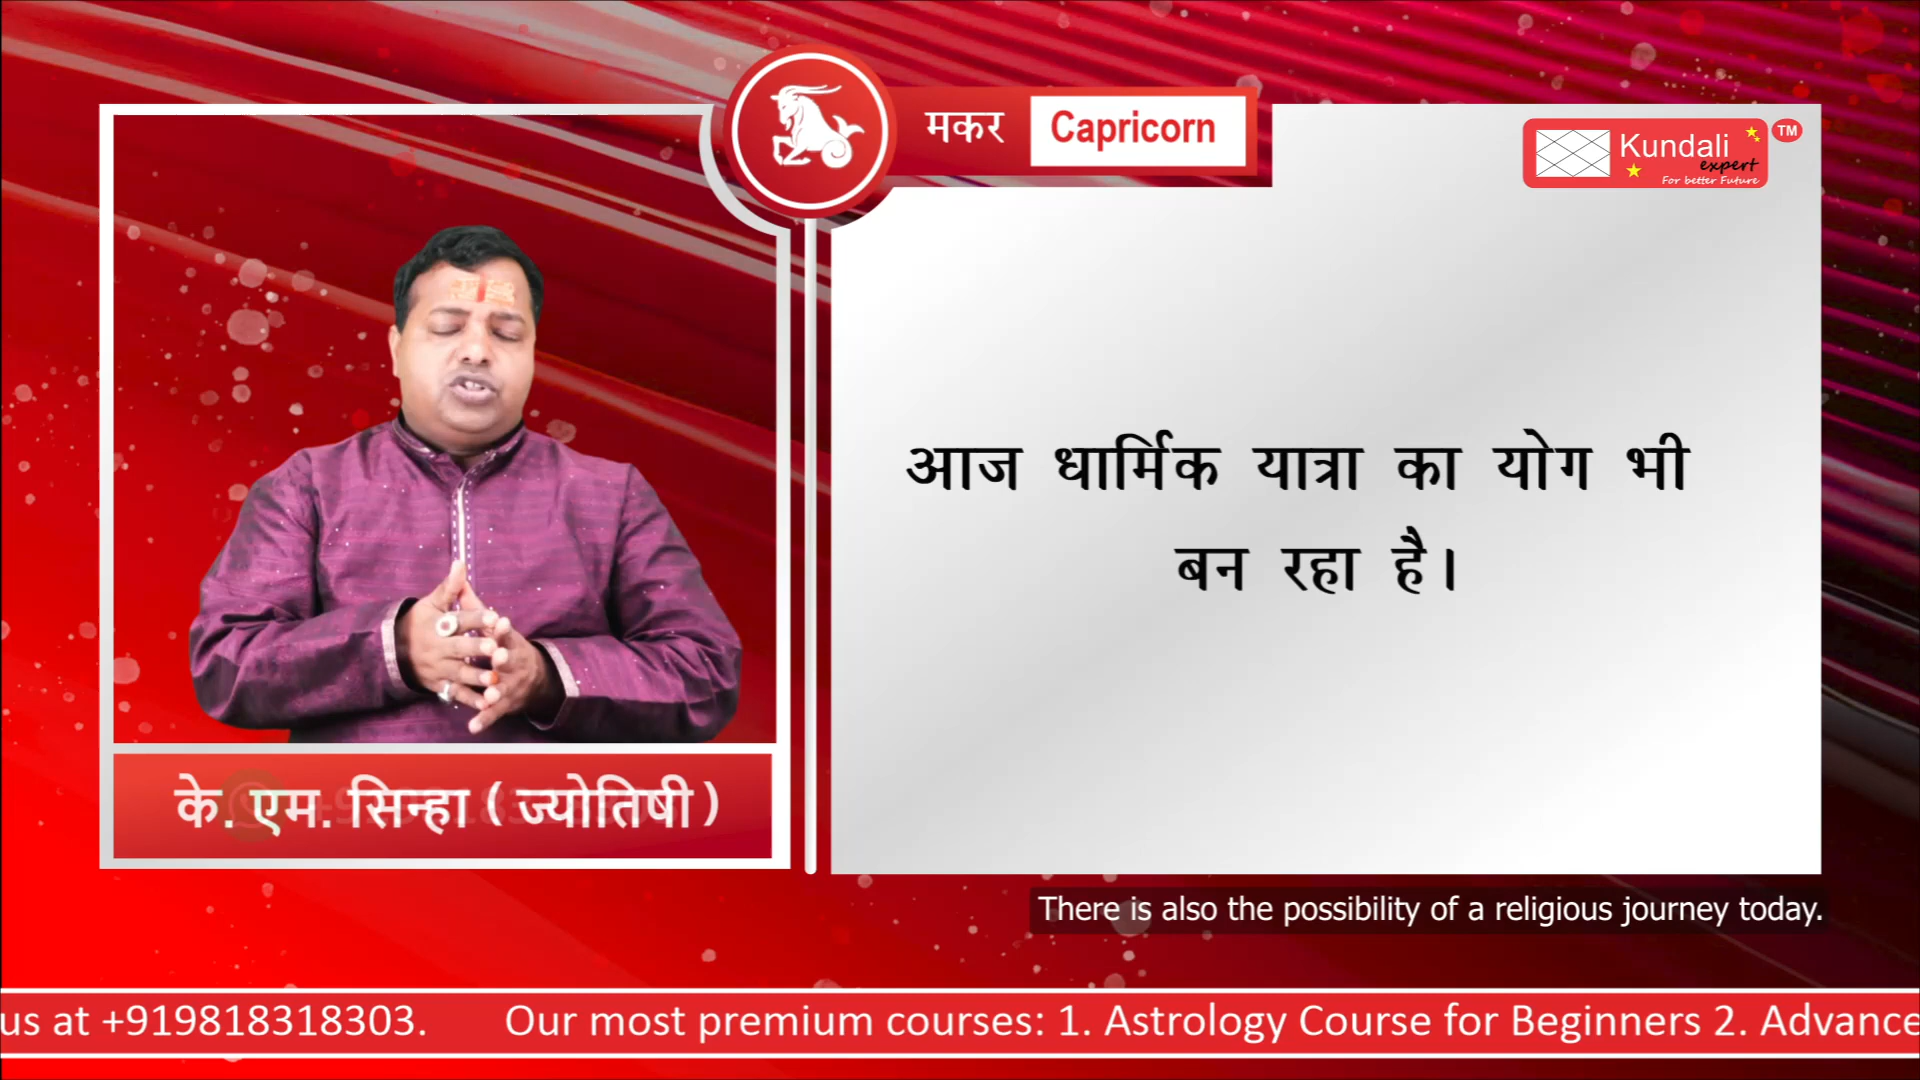 मकर
Capricorn
Kundali
expert
For better Future
TM
आज धार्मिक यात्रा का योग भी
बन रहा है।
के. एम. सिन्हा ( ज्योतिषी )
There is also the possibility of a religious journey today.
us at +919818318303. Our most premium courses: 1. Astrology Course for Beginners 2. Advance